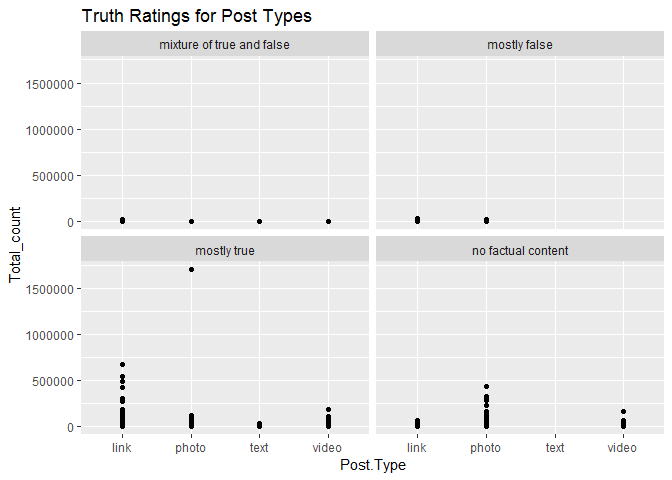 Truth Ratings for Post Types
mixture of true and false
mostly false
1500000
1000000
500000
0
mostly true
no factual content
1500000
1000000
500000
0
Total_count
link
photo
text
video
link
photo
text
video
Post.Type